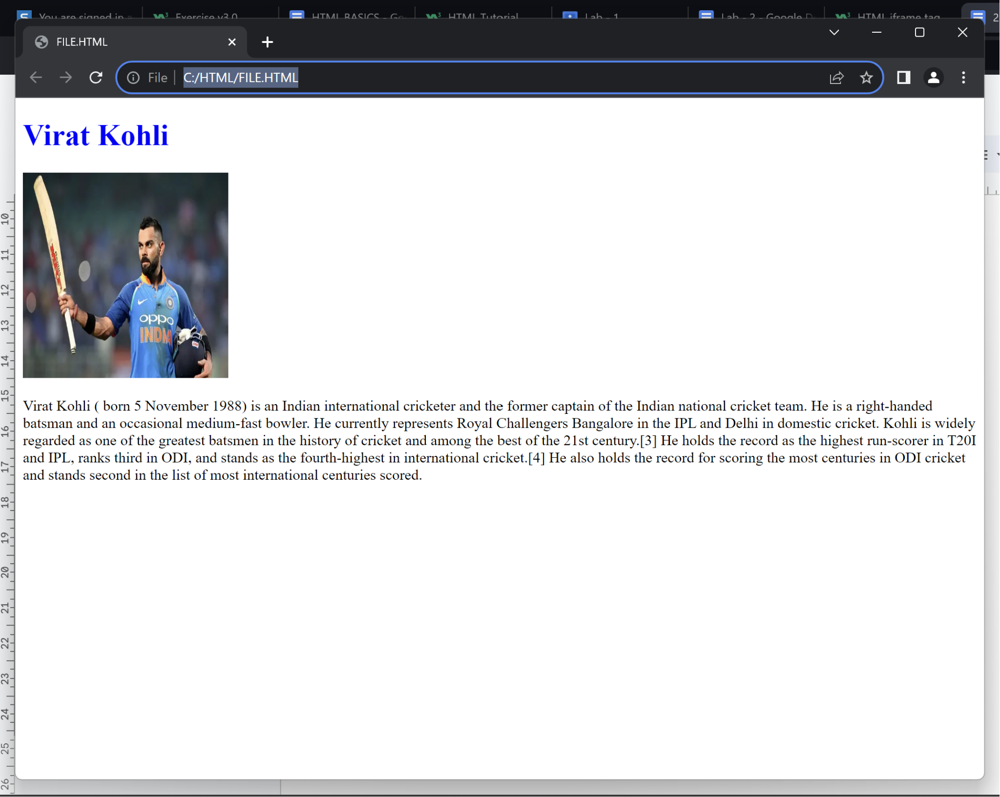 You are signed in a
Exercise v3.0
HTML BASICS - Go
HTML Tutorial
Lab - 1
Lab - 2 - Google D
HTML iframe tag
2
FILE.HTML
File
C:/HTML/FILE.HTML
Virat Kohli
oppo
INDIA
Virat Kohli ( born 5 November 1988) is an Indian international cricketer and the former captain of the Indian national cricket team. He is a right-handed
batsman and an occasional medium-fast bowler. He currently represents Royal Challengers Bangalore in the IPL and Delhi in domestic cricket. Kohli is widely
regarded as one of the greatest batsmen in the history of cricket and among the best of the 21st century.[3] He holds the record as the highest run-scorer in T20I
and IPL, ranks third in ODI, and stands as the fourth-highest in international cricket.[4] He also holds the record for scoring the most centuries in ODI cricket
and stands second in the list of most international centuries scored.
10
11
12
13
14
15
16
17
18
19
20
21
22
23
24
25
26